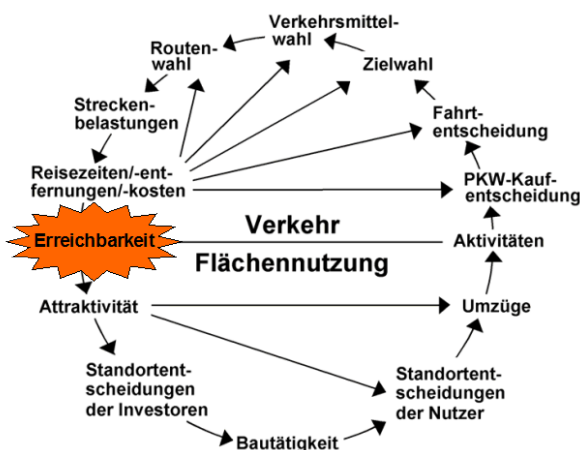 Verkehrsmittel-
wahl
Routen-
wahl
Zielwahl
Strecken-
belastungen
Fahrt-
entscheidung
Reisezeiten/-ent-
fernungen/-kosten
PKW-Kauf-
entscheidung
Erreichbarkeit
Verkehr
Aktivitäten
Flächennutzung
Attraktivität
Umzüge
Standortent-
scheidungen
der Investoren
Standortent-
scheidungen
der Nutzer
Bautätigkeit